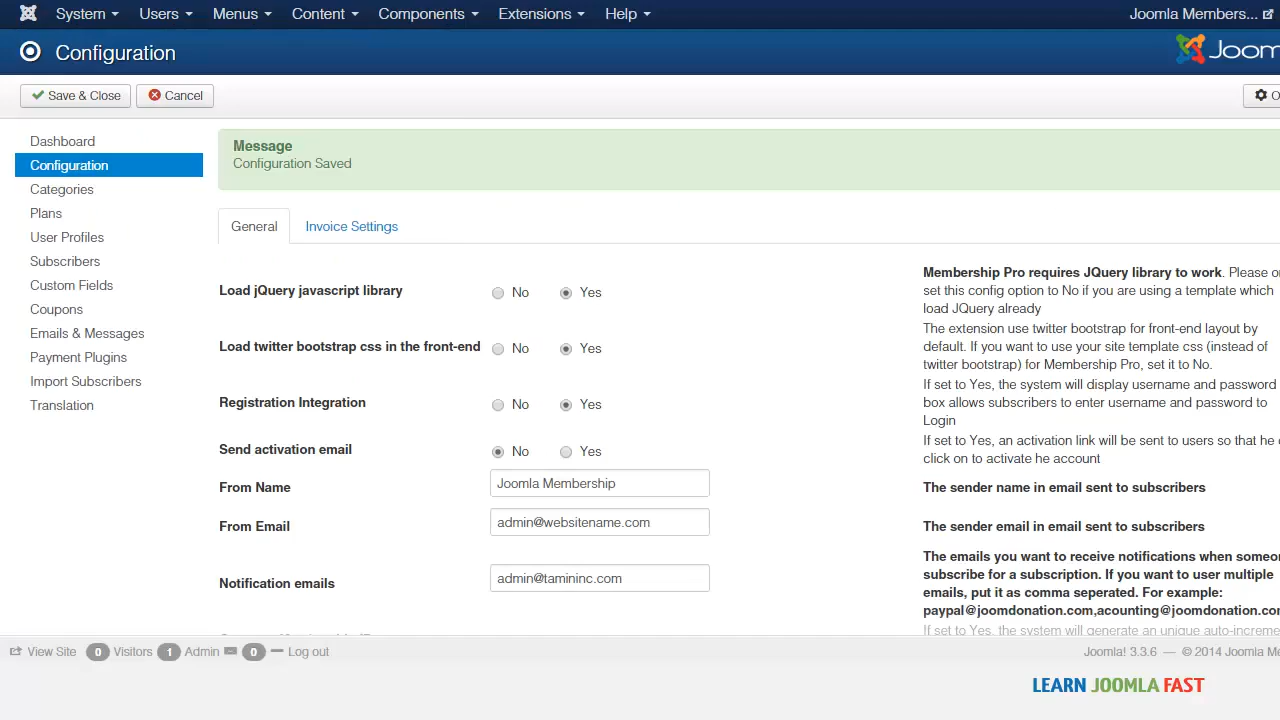 System Users Menus Content Components Extensions Help Joomla Members...
Configuration
Save & Close Cancel
Dashboard
Configuration
Categories
Plans
User Profiles
Subscribers
Custom Fields
Coupons
Emails & Messages
Payment Plugins
Import Subscribers
Translation
Message
Configuration Saved
General Invoice Settings
Load jQuery javascript library No Yes
Membership Pro requires JQuery library to work. Please
set this config option to No if you are using a template which
load JQuery already
Load twitter bootstrap css in the front-end No Yes
The extension use twitter bootstrap for front-end layout by
default. If you want to use your site template css (instead of
twitter bootstrap) for Membership Pro, set it to No.
Registration Integration No Yes
If set to Yes, the system will display username and password
box allows subscribers to enter username and password to
Login
Send activation email No Yes
If set to Yes, an activation link will be sent to users so that he
click on to activate he account
From Name Joomla Membership The sender name in email sent to subscribers
From Email admin@websitename.com The sender email in email sent to subscribers
Notification emails admin@tamininc.com
The emails you want to receive notifications when
subscribe for a subscription. If you want to user multiple
emails, put it as comma seperated. For example:
paypal@joomdonation.com,acounting@joomdonation.co
If set to Yes, the system will generate an unique
View Site 0 Visitors 1 Admin 0 Log out Joomla! 3.3.6 — © 2014 Joomla
LEARN JOOMLA FAST